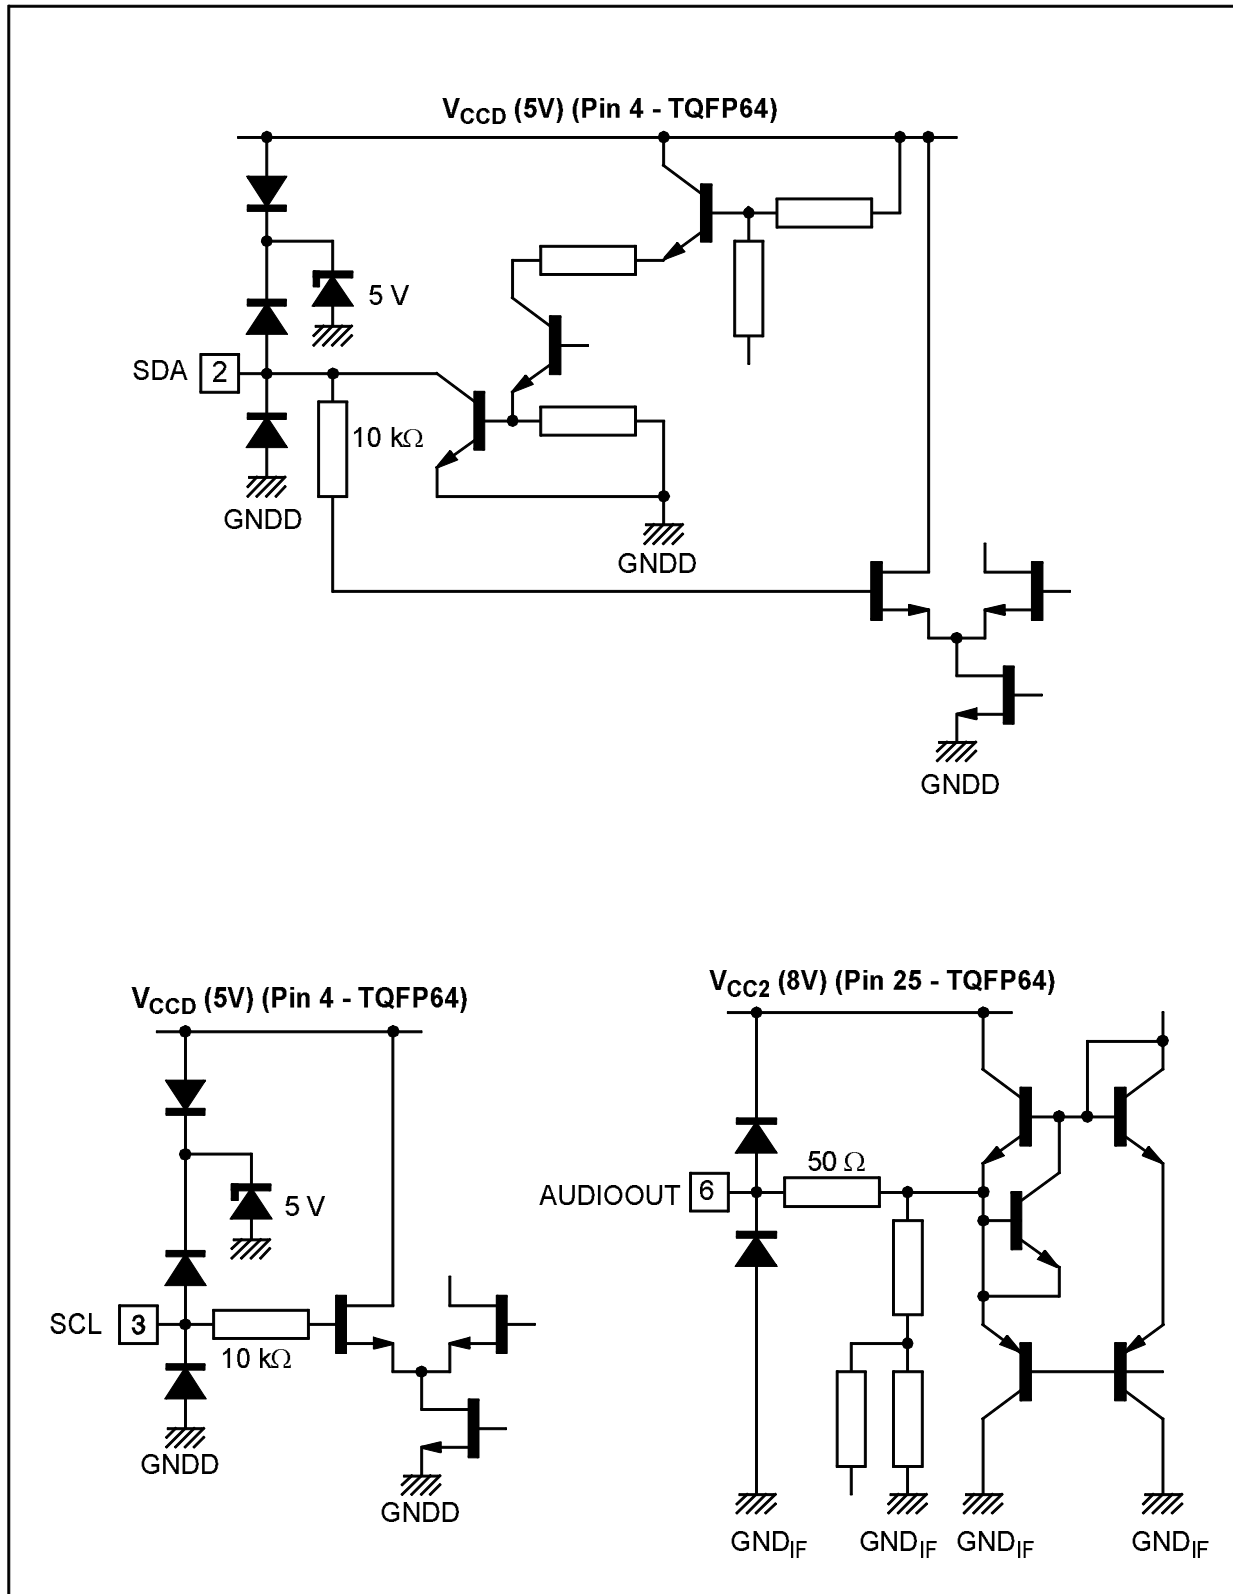 VCCD (5V) (Pin 4 - TQFP64)
5 V
SDA 2
10 kΩ
GNDD
GNDD
GNDD
VCCD (5V) (Pin 4 - TQFP64)
5 V
SCL 3
10 kΩ
GNDD
GNDD
VCC2 (8V) (Pin 25 - TQFP64)
50 Ω
AUDIOOUT 6
GNDIF GNDIF GNDIF GNDIF